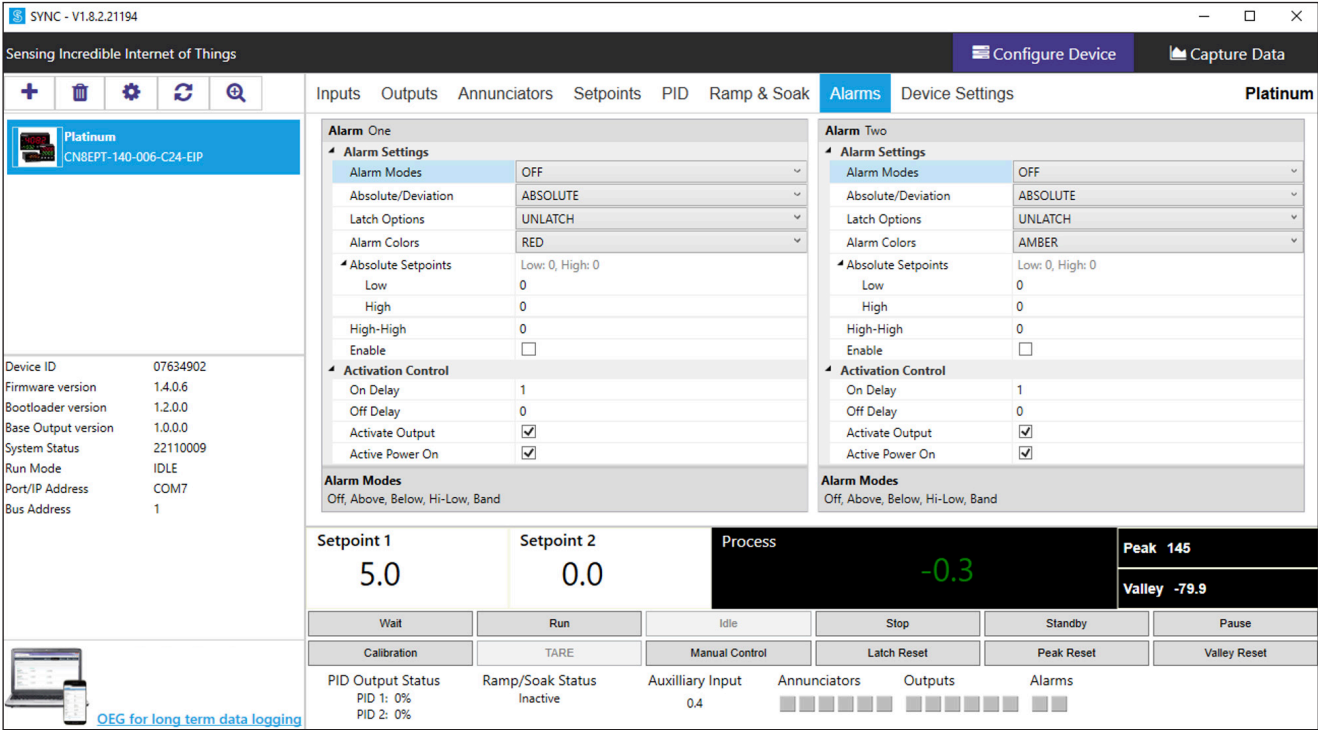 SYNC - V1.8.2.21194
Sensing Incredible Internet of Things
Configure Device
Capture Data
Inputs Outputs Annunciators Setpoints PID Ramp & Soak Alarms Device Settings Platinum
Platinum
CN8EPT-140-006-C24-EIP
Device ID 07634902
Firmware version 1.4.0.6
Bootloader version 1.2.0.0
Base Output version 1.0.0.0
System Status 22110009
Run Mode IDLE
Port/IP Address COM7
Bus Address 1
OEG for long term data logging
Alarm One
Alarm Settings
Alarm Modes OFF
Absolute/Deviation ABSOLUTE
Latch Options UNLATCH
Alarm Colors RED
Absolute Setpoints Low: 0, High: 0
Low 0
High 0
High-High 0
Enable
Activation Control
On Delay 1
Off Delay 0
Activate Output
Active Power On
Alarm Modes
Off, Above, Below, Hi-Low, Band
Alarm Two
Alarm Settings
Alarm Modes OFF
Absolute/Deviation ABSOLUTE
Latch Options UNLATCH
Alarm Colors AMBER
Absolute Setpoints Low: 0, High: 0
Low 0
High 0
High-High 0
Enable
Activation Control
On Delay 1
Off Delay 0
Activate Output
Active Power On
Alarm Modes
Off, Above, Below, Hi-Low, Band
Setpoint 1
5.0
Setpoint 2
0.0
Process
-0.3
Peak 145
Valley -79.9
Wait Run Idle Stop Standby Pause
Calibration TARE Manual Control Latch Reset Peak Reset Valley Reset
PID Output Status
PID 1: 0%
PID 2: 0%
Ramp/Soak Status
Inactive
Auxilliary Input
0.4
Annunciators
Outputs
Alarms